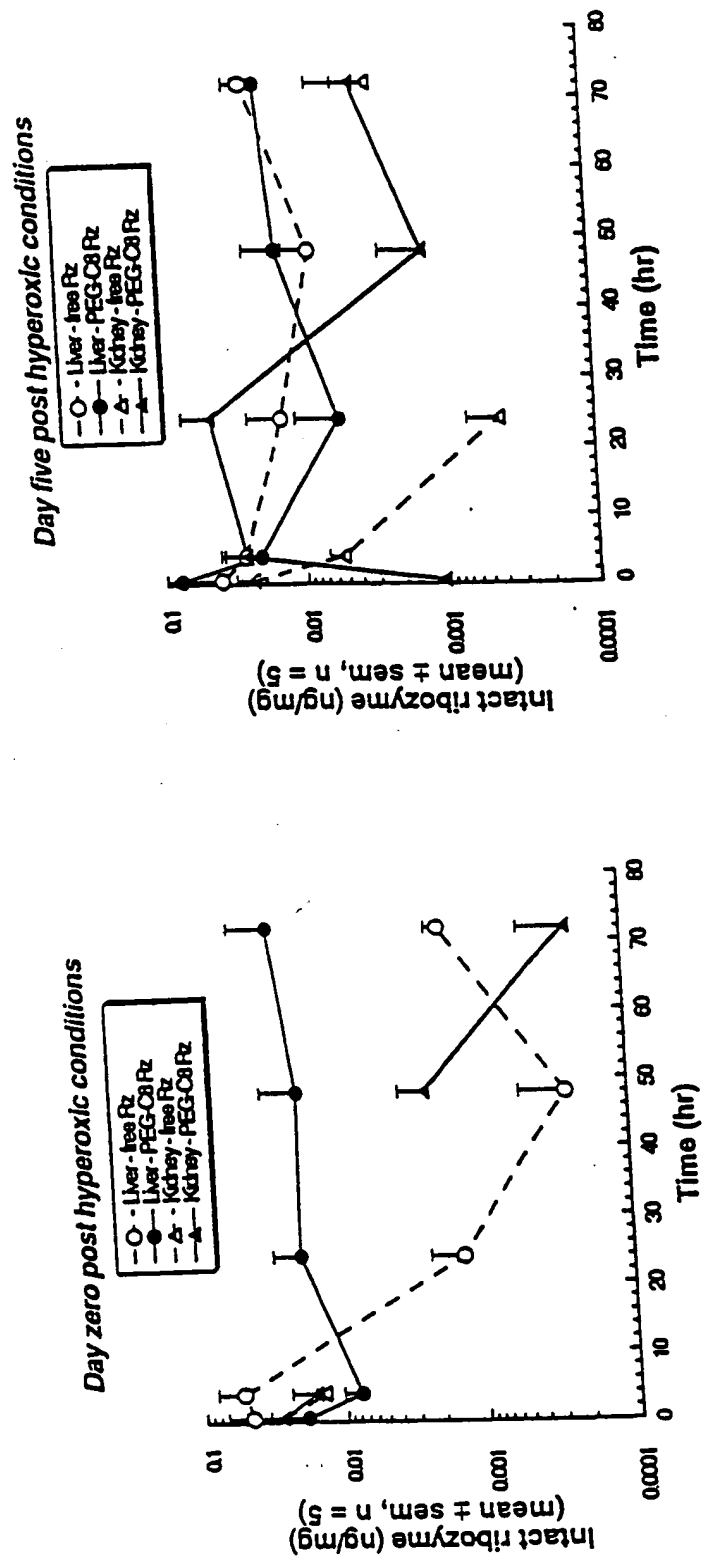 Day zero post hyperoxic conditions
- O - Liver - free Rz
—●— Liver - PEG-C8 Rz
- Δ - Kidney - free Rz
—▲— Kidney - PEG-C8 Rz
Intact ribozyme (ng/mg)
(mean ± sem, n = 5)
0.1
0.01
0.001
0.0001
0 10 20 30 40 50 60 70 80
Time (hr)
Day five post hyperoxic conditions
- O - Liver - free Rz
—●— Liver - PEG-C8 Rz
- Δ - Kidney - free Rz
—▲— Kidney - PEG-C8 Rz
Intact ribozyme (ng/mg)
(mean ± sem, n = 5)
0.1
0.01
0.001
0.0001
0 10 20 30 40 50 60 70 80
Time (hr)